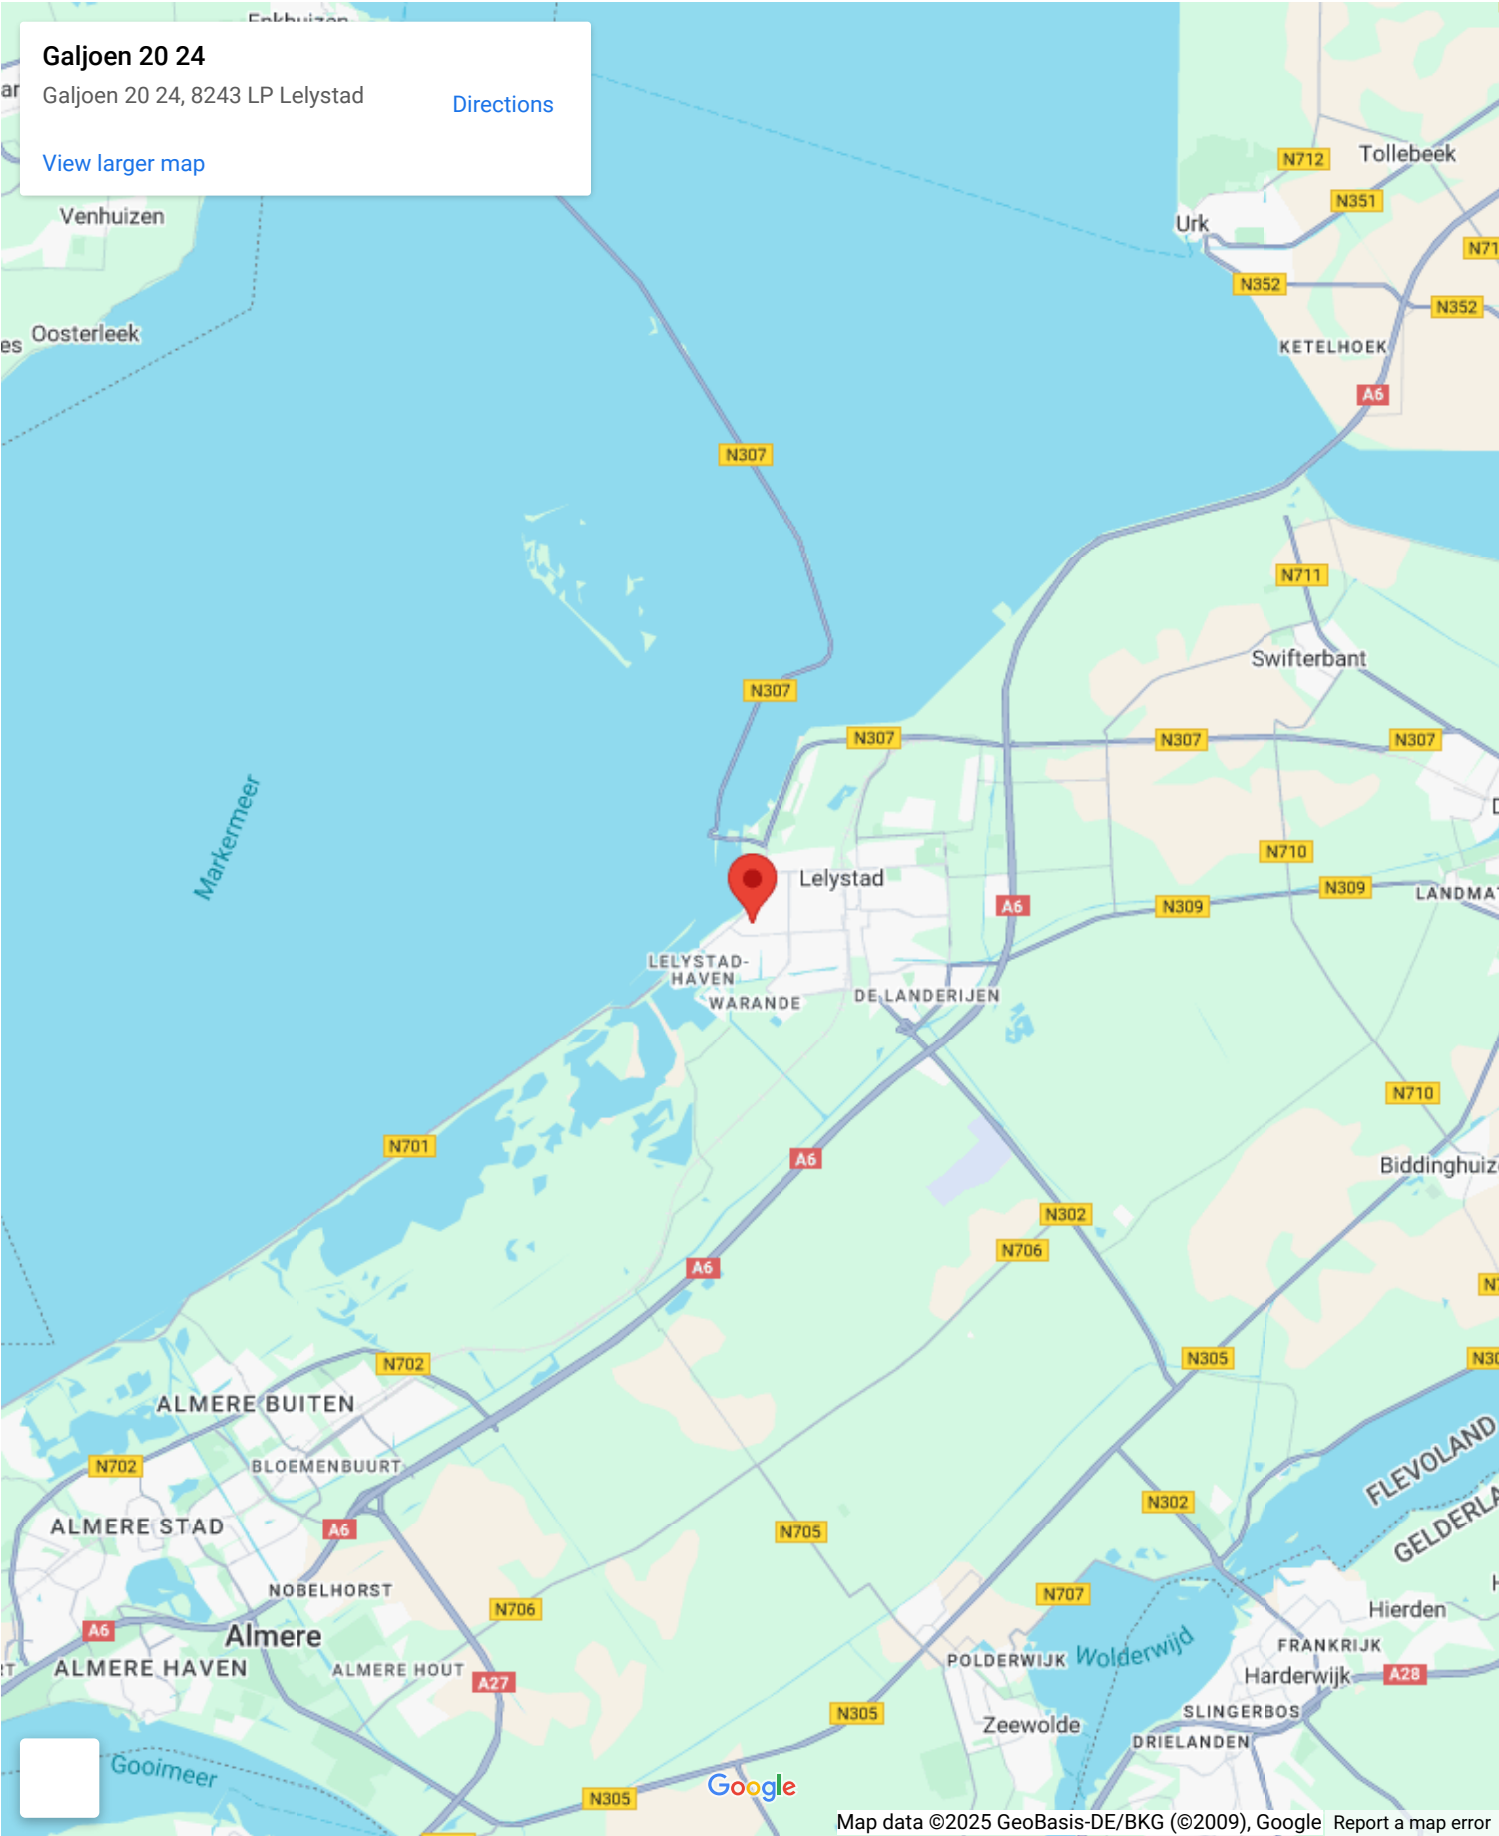 Enkhuizen
Galjoen 20 24
Galjoen 20 24, 8243 LP Lelystad
Directions
View larger map
Venhuizen
Oosterleek
es
ar
N712
Tollebeek
N351
Urk
N71
N352
N352
KETELHOEK
A6
N307
N711
Swifterbant
N307
N307
N307
N307
Markermeer
N710
Lelystad
N309
LANDMA
A6
N309
LELYSTAD-
HAVEN
WARANDE
DE LANDERIJEN
N710
N701
A6
Biddinghuiz
N302
N706
A6
N305
N30
N702
ALMERE BUITEN
FLEVOLAND
N702
BLOEMENBUURT
N302
ALMERE STAD
A6
N705
GELDERLA
NOBELHORST
N707
N706
Hierden
A6
Almere
FRANKRIJK
Wolderwijd
POLDERWIJK
ALMERE HAVEN
ALMERE HOUT
A27
Harderwijk
A28
N305
SLINGERBOS
Zeewolde
DRIELANDEN
Gooimeer
Google
N305
Map data ©2025 GeoBasis-DE/BKG (©2009), Google
Report a map error